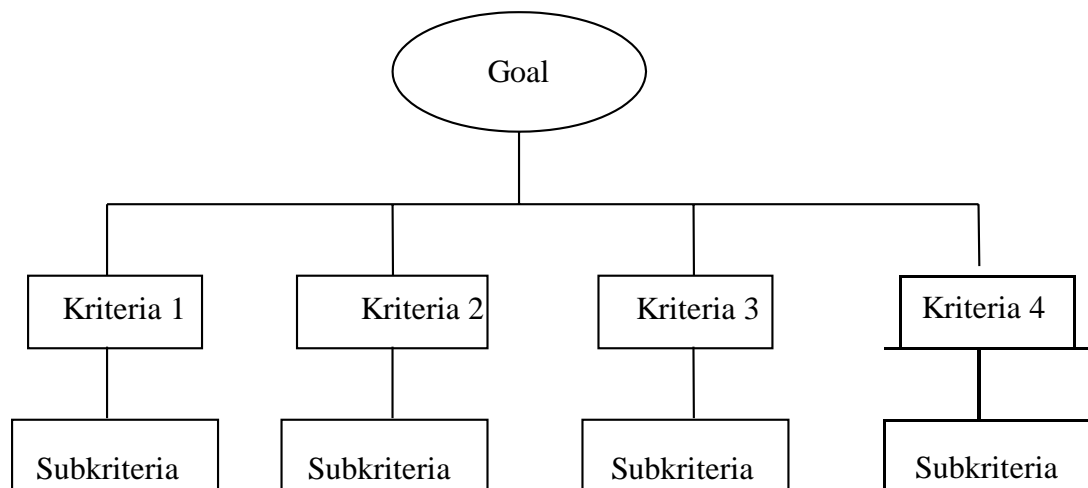 Goal
Kriteria 1
Kriteria 2
Kriteria 3
Kriteria 4
Subkriteria
Subkriteria
Subkriteria
Subkriteria